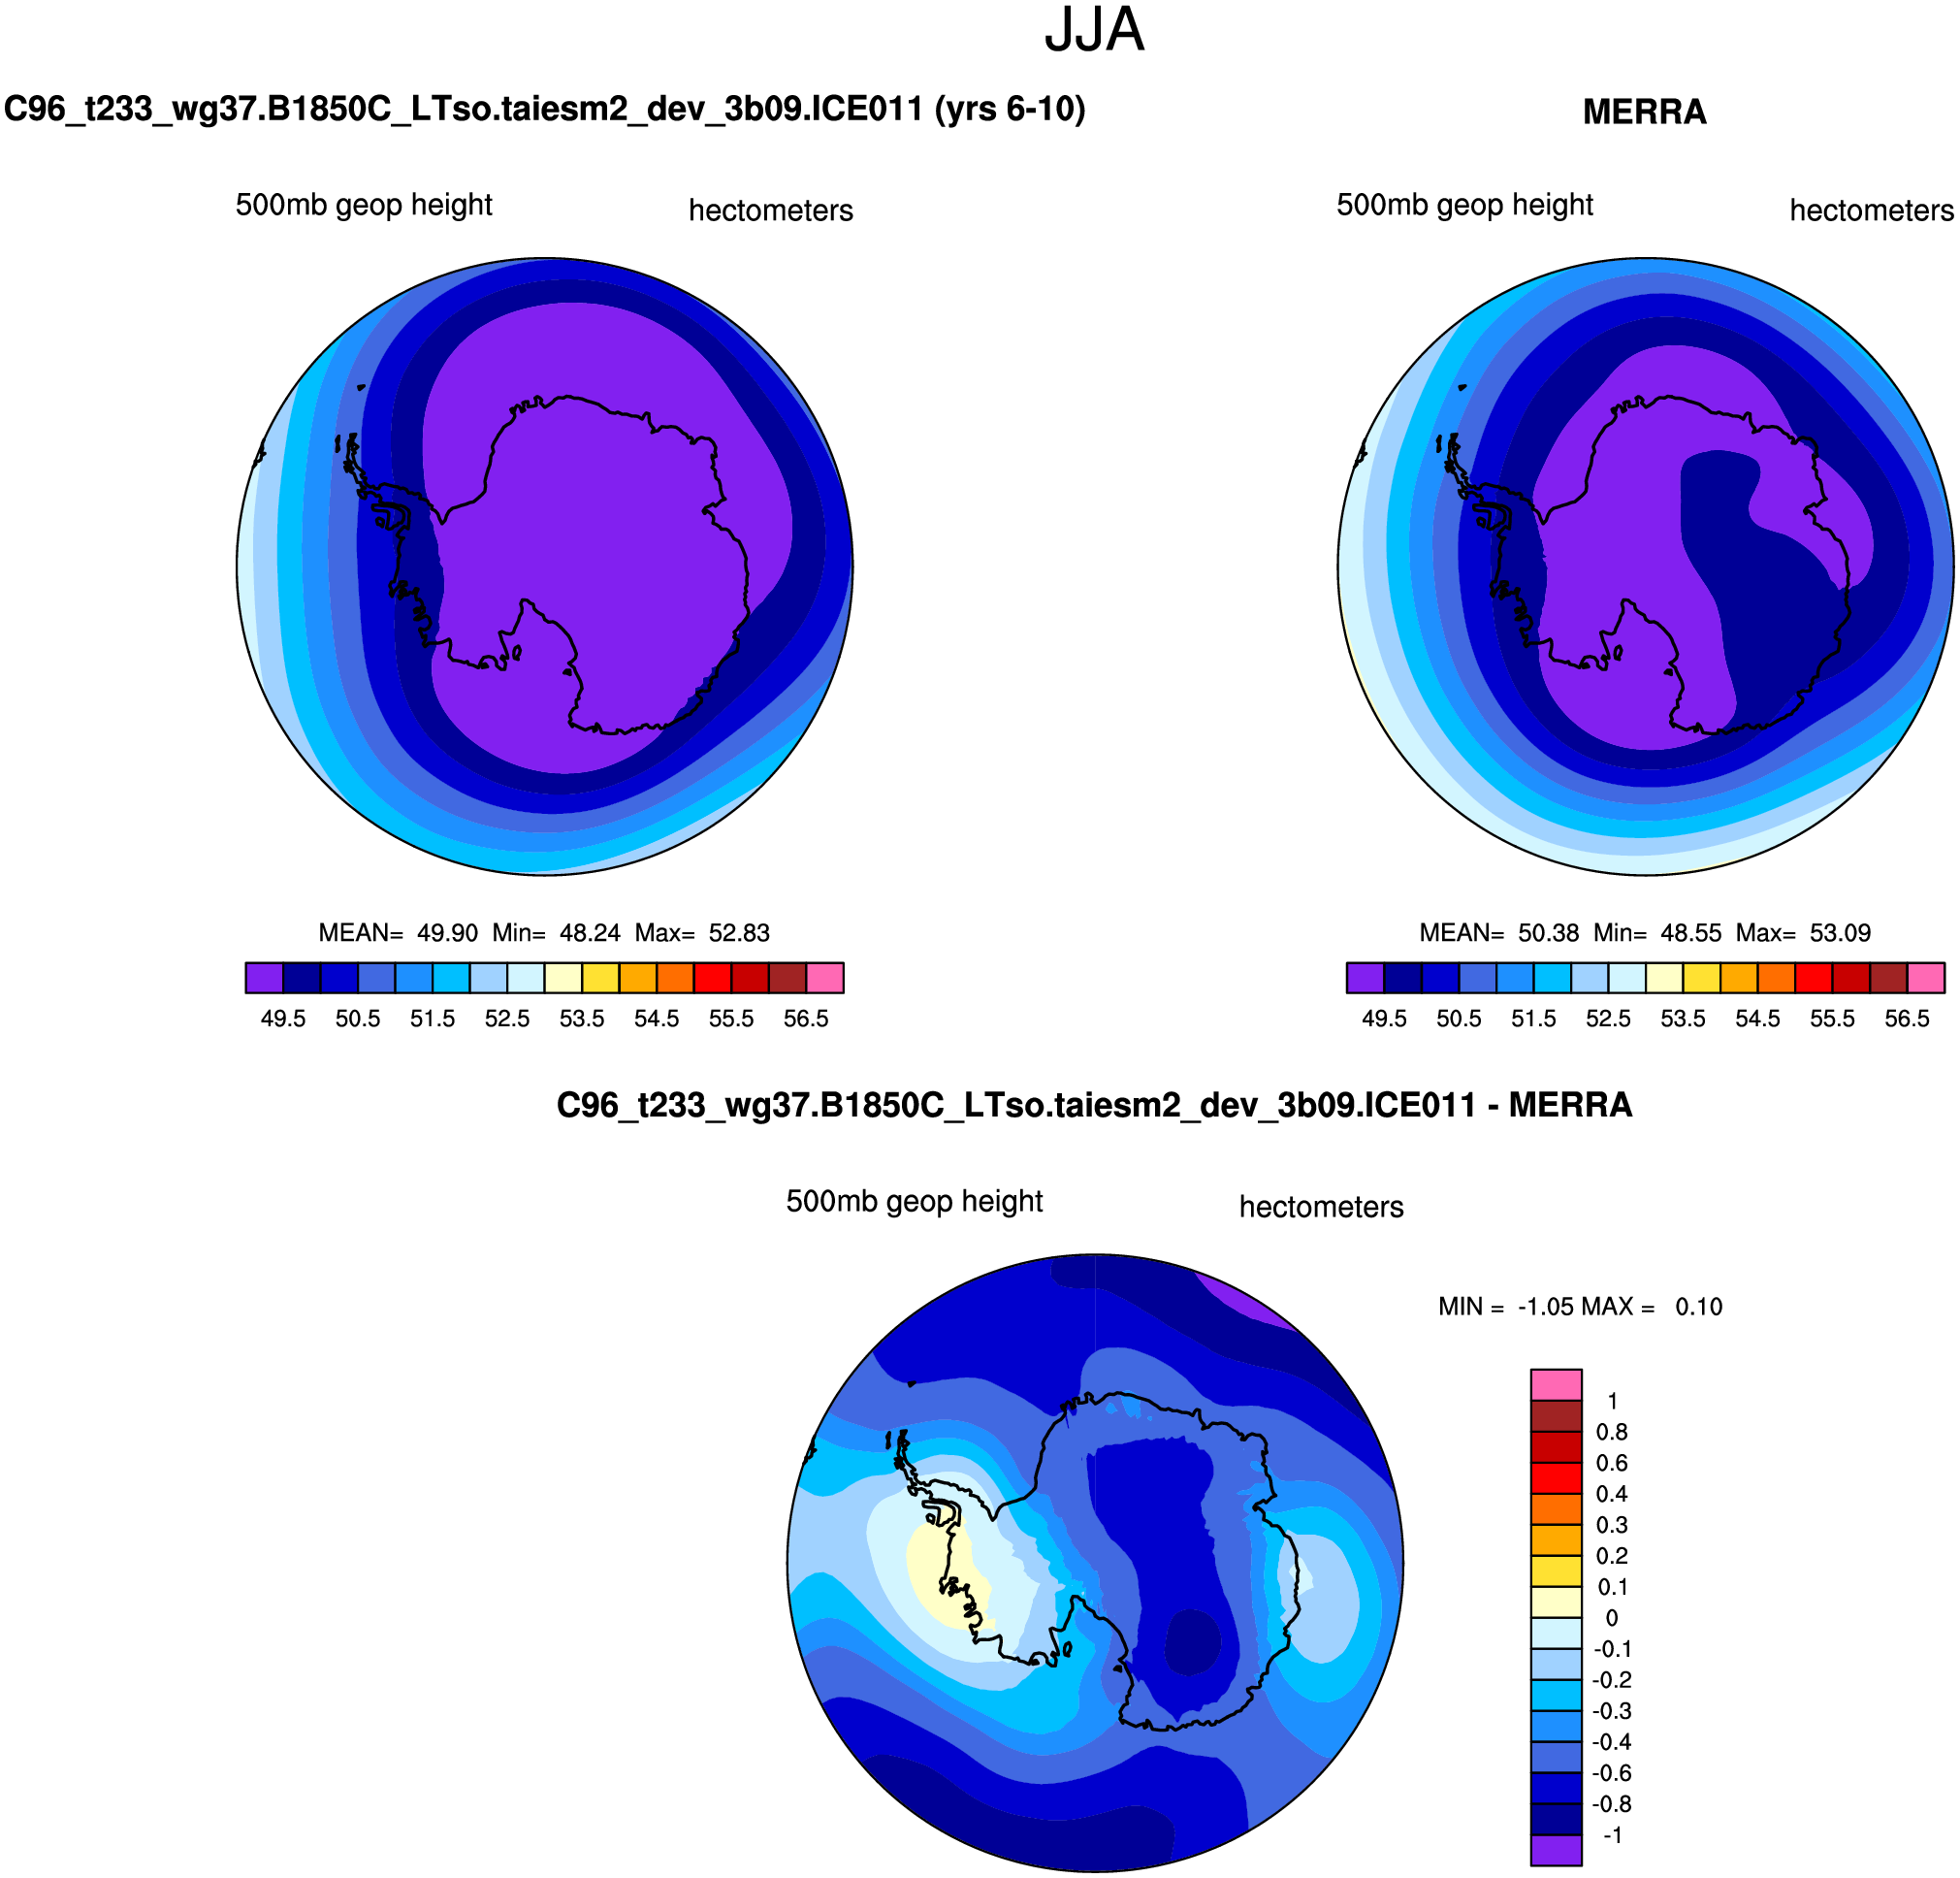 JJA
C96_t233_wg37.B1850C_LTso.taiesm2_dev_3b09.ICE011 (yrs 6-10)
MERRA
500mb geop height hectometers
500mb geop height hectometers
MEAN= 49.90 Min= 48.24 Max= 52.83
MEAN= 50.38 Min= 48.55 Max= 53.09
49.5 50.5 51.5 52.5 53.5 54.5 55.5 56.5
49.5 50.5 51.5 52.5 53.5 54.5 55.5 56.5
C96_t233_wg37.B1850C_LTso.taiesm2_dev_3b09.ICE011 - MERRA
500mb geop height hectometers
MIN = -1.05 MAX = 0.10
1
0.8
0.6
0.4
0.3
0.2
0.1
0
-0.1
-0.2
-0.3
-0.4
-0.6
-0.8
-1